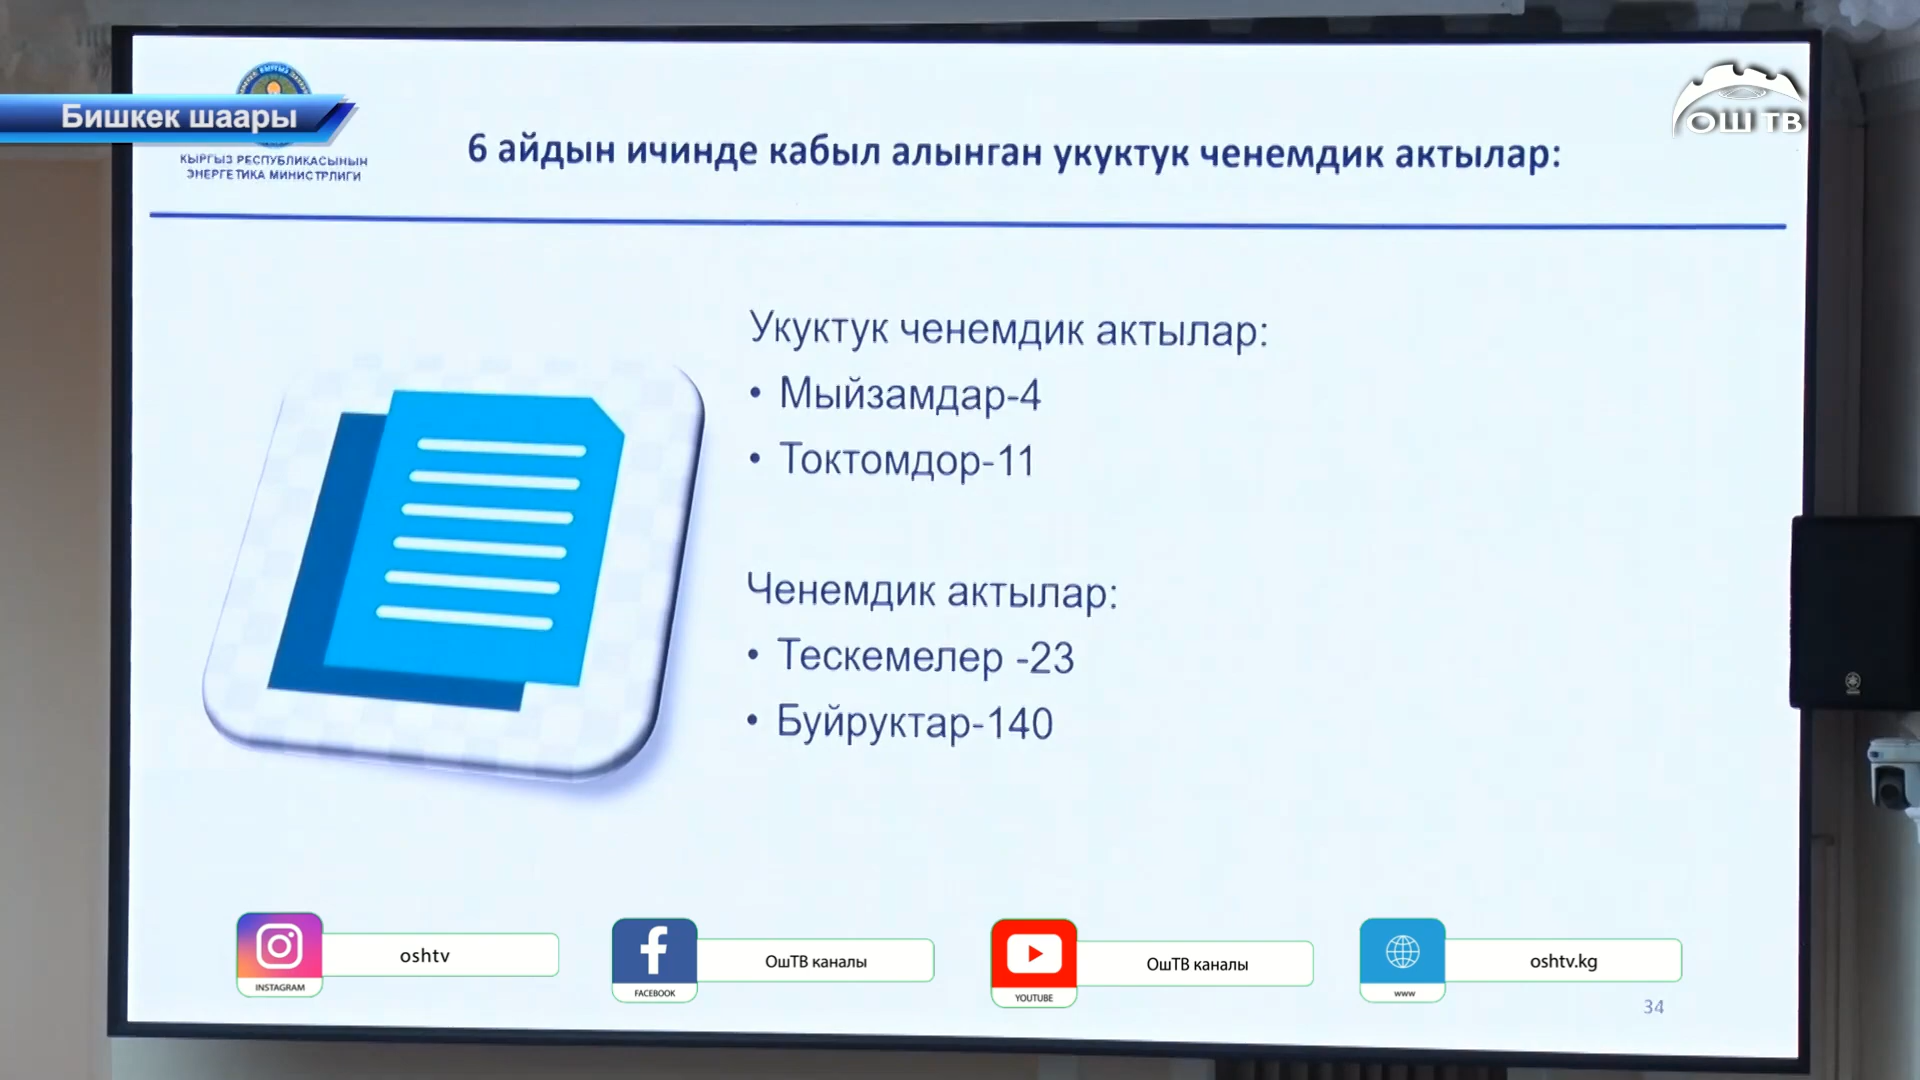 Бишкек шаары
КЫРГЫЗ РЕСПУБЛИКАСЫНЫН
ЭНЕРГЕТИКА МИНИСТРЛИГИ
6 айдын ичинде кабыл алынган укуктук ченемдик актылар:
ОШ ТВ
Укуктук ченемдик актылар:
• Мыйзамдар-4
• Токтомдор-11
Ченемдик актылар:
• Тескемелер -23
• Буйруктар-140
INSTAGRAM
oshtv
FACEBOOK
ОшТВ каналы
YOUTUBE
ОшТВ каналы
www
oshtv.kg
34